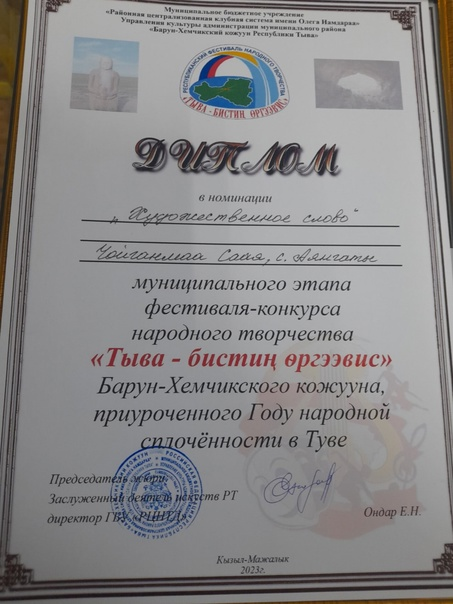 Муниципальное бюджетное учреждение
«Районная централизованная клубная система имени Олега Намдараа»
Управления культуры администрации муниципального района
«Барун-Хемчикский кожуун Республики Тыва»
РЕСПУБЛИКАНСКИЙ ФЕСТИВАЛЬ НАРОДНОГО ТВОРЧЕСТВА
"ТЫВА - БИСТИҢ ӨРГЭЭВИС"
ДИПЛОМ
в номинации
„Художественное слово"
Чойганмаа Сайя, с. Аянгаты
муниципального этапа
фестиваля-конкурса
народного творчества
«Тыва - бистиң өргээвис»
Барун-Хемчикского кожууна,
приуроченного Году народной
сплочённости в Туве
Председатель жюри,
Заслуженный деятель искусств РТ
директор ГБУ «РЦНТД»
Ондар Е.Н.
Кызыл-Мажалык
2023г.